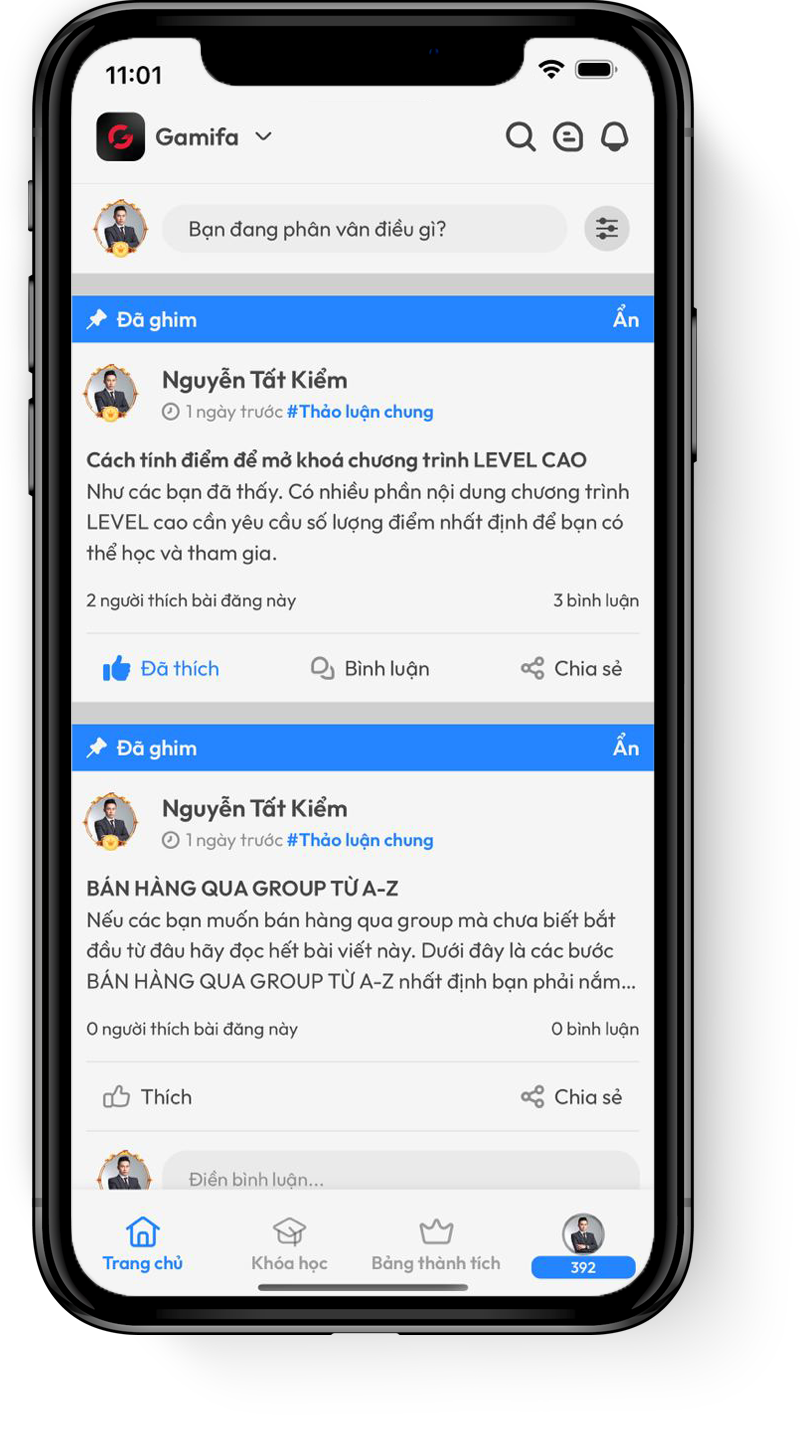 11:01
Gamifa
Bạn đang phân vân điều gì?
Đã ghim Ẩn
Nguyễn Tất Kiểm
1 ngày trước #Thảo luận chung
Cách tính điểm để mở khoá chương trình LEVEL CAO
Như các bạn đã thấy. Có nhiều phần nội dung chương trình
LEVEL cao cần yêu cầu số lượng điểm nhất định để bạn có
thể học và tham gia.
2 người thích bài đăng này 3 bình luận
Đã thích Bình luận Chia sẻ
Đã ghim Ẩn
Nguyễn Tất Kiểm
1 ngày trước #Thảo luận chung
BÁN HÀNG QUA GROUP TỪ A-Z
Nếu các bạn muốn bán hàng qua group mà chưa biết bắt
đầu từ đâu hãy đọc hết bài viết này. Dưới đây là các bước
BÁN HÀNG QUA GROUP TỪ A-Z nhất định bạn phải nắm...
0 người thích bài đăng này 0 bình luận
Thích Chia sẻ
Điền bình luận...
Trang chủ Khóa học Bảng thành tích 392